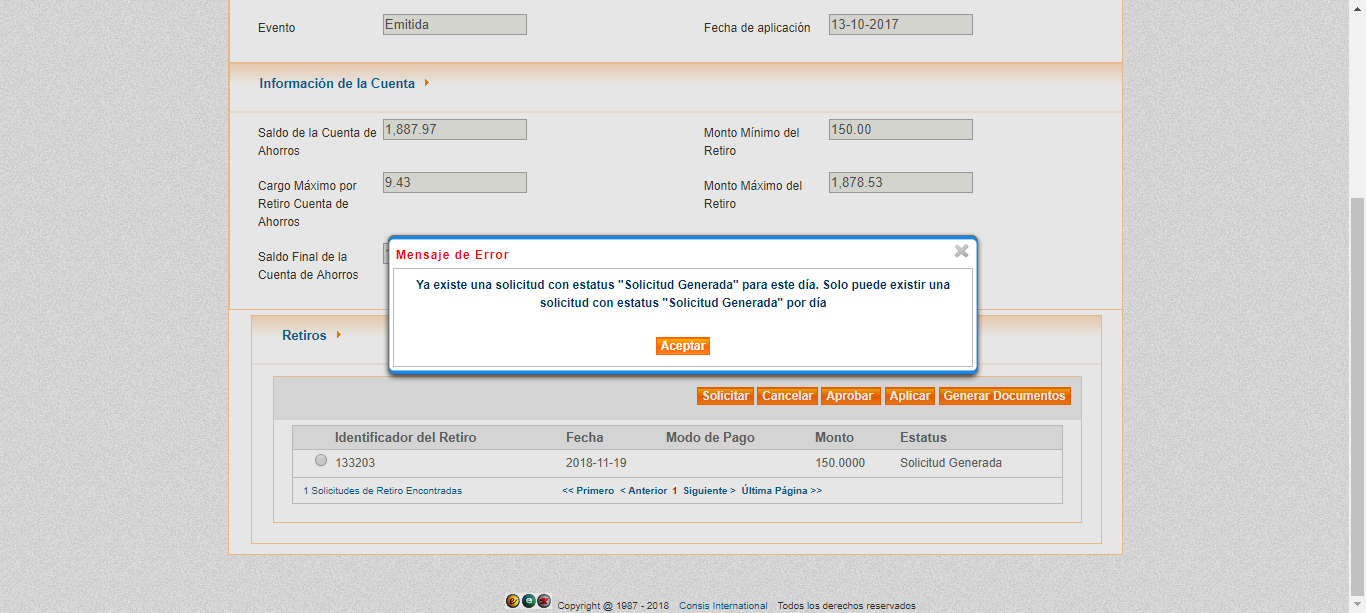 Evento Emitida Fecha de aplicación 13-10-2017
Información de la Cuenta
Saldo de la Cuenta de Ahorros 1,887.97 Monto Mínimo del Retiro 150.00
Cargo Máximo por Retiro Cuenta de Ahorros 9.43 Monto Máximo del Retiro 1,878.53
Saldo Final de la Cuenta de Ahorros
Mensaje de Error
Ya existe una solicitud con estatus "Solicitud Generada" para este día. Solo puede existir una
solicitud con estatus "Solicitud Generada" por día
Aceptar
Retiros
Solicitar Cancelar Aprobar Aplicar Generar Documentos
Identificador del Retiro Fecha Modo de Pago Monto Estatus
133203 2018-11-19 150.0000 Solicitud Generada
1 Solicitudes de Retiro Encontradas << Primero < Anterior 1 Siguiente > Última Página >>
Copyright @ 1987 - 2018 Consis International Todos los derechos reservados